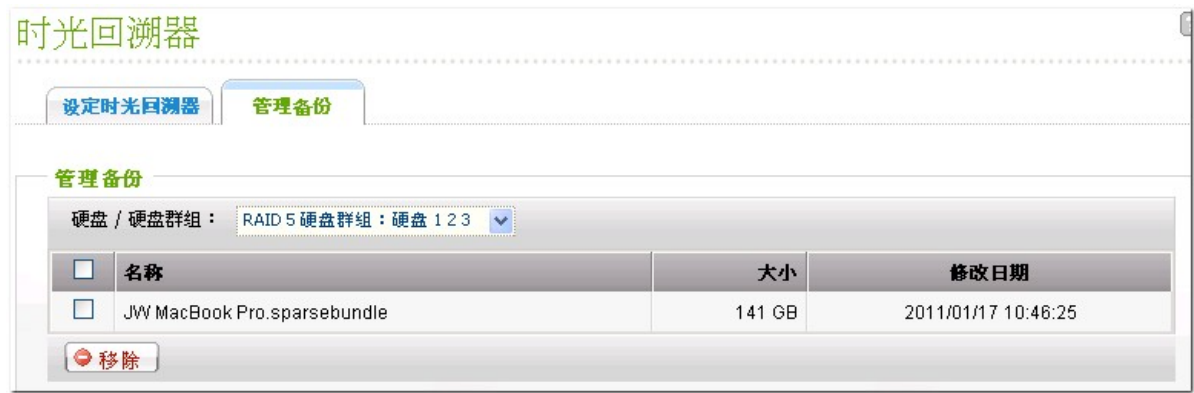 时光回溯器
设定时光回溯器 管理备份
管理备份
硬盘 / 硬盘群组： RAID 5 硬盘群组：硬盘 1 2 3
名称 大小 修改日期
JW MacBook Pro.sparsebundle 141 GB 2011/01/17 10:46:25
移除